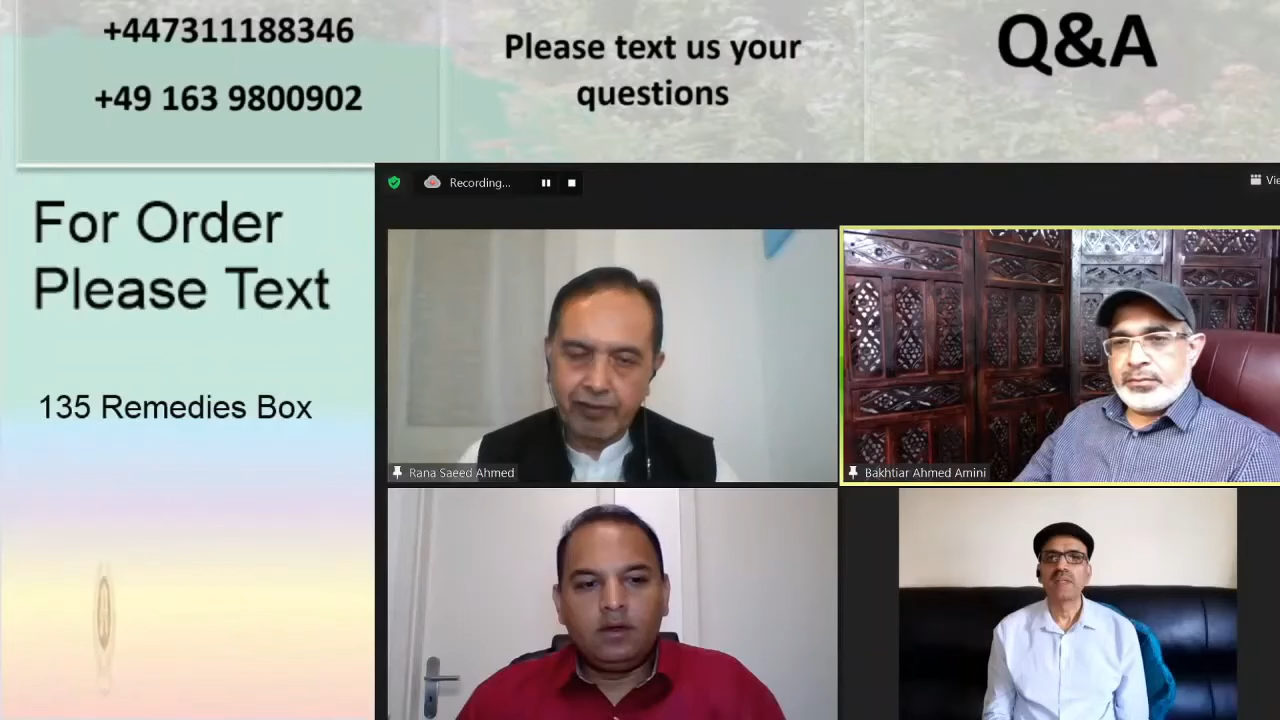 +447311188346
+49 163 9800902
Please text us your
questions
Q&A
For Order
Please Text
135 Remedies Box
Recording...
Rana Saeed Ahmed
Bakhtiar Ahmed Amini